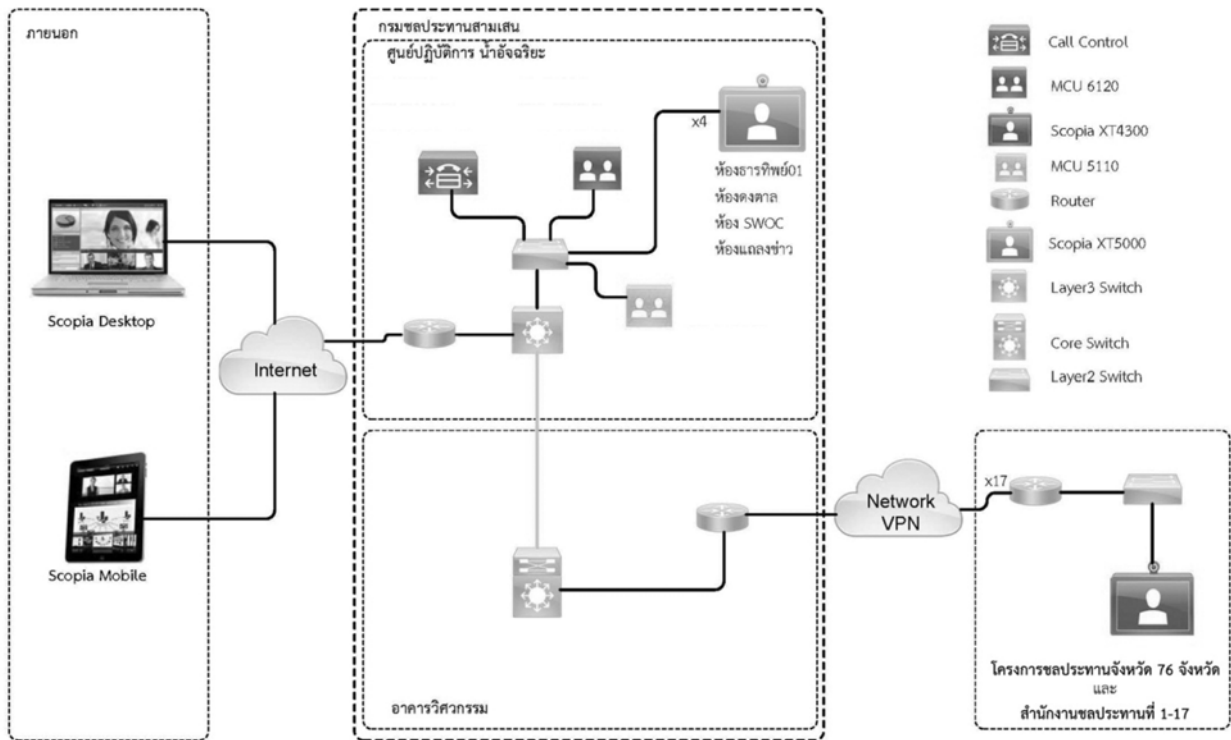 ภายนอก
Scopia Desktop
Scopia Mobile
Internet
กรมชลประทานสามเสน
ศูนย์ปฏิบัติการ น้ำอัจฉริยะ
x4
ห้องธารทิพย์01
ห้องดงตาล
ห้อง SWOC
ห้องแถลงข่าว
อาคารวิศวกรรม
Network
VPN
Call Control
MCU 6120
Scopia XT4300
MCU 5110
Router
Scopia XT5000
Layer3 Switch
Core Switch
Layer2 Switch
x17
โครงการชลประทานจังหวัด 76 จังหวัด
และ
สำนักงานชลประทานที่ 1-17